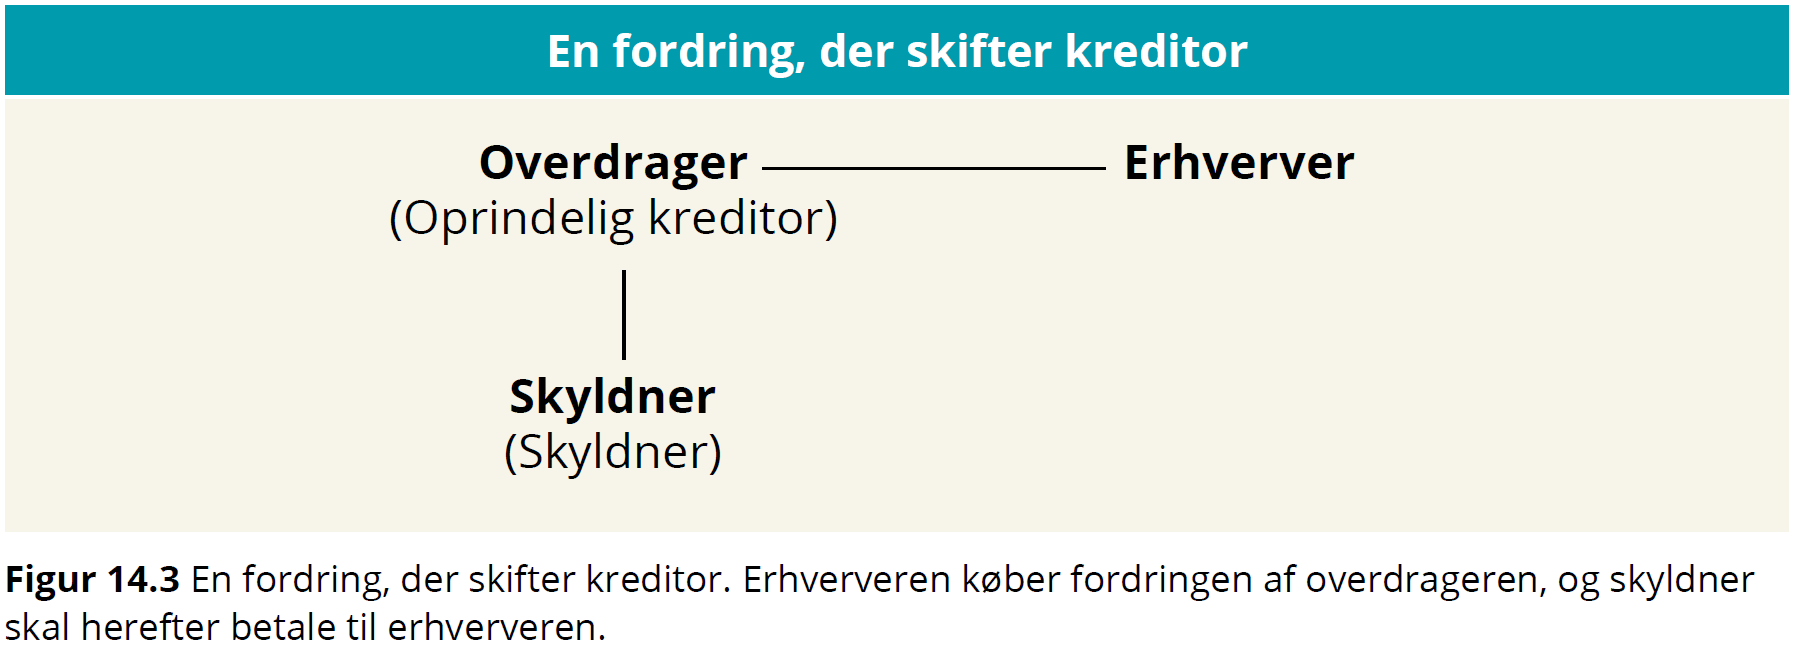 En fordring, der skifter kreditor
Overdrager Erhverver
(Oprindelig kreditor)
Skyldner
(Skyldner)
Figur 14.3 En fordring, der skifter kreditor. Erhververen køber fordringen af overdrageren, og skyldner
skal herefter betale til erhververen.